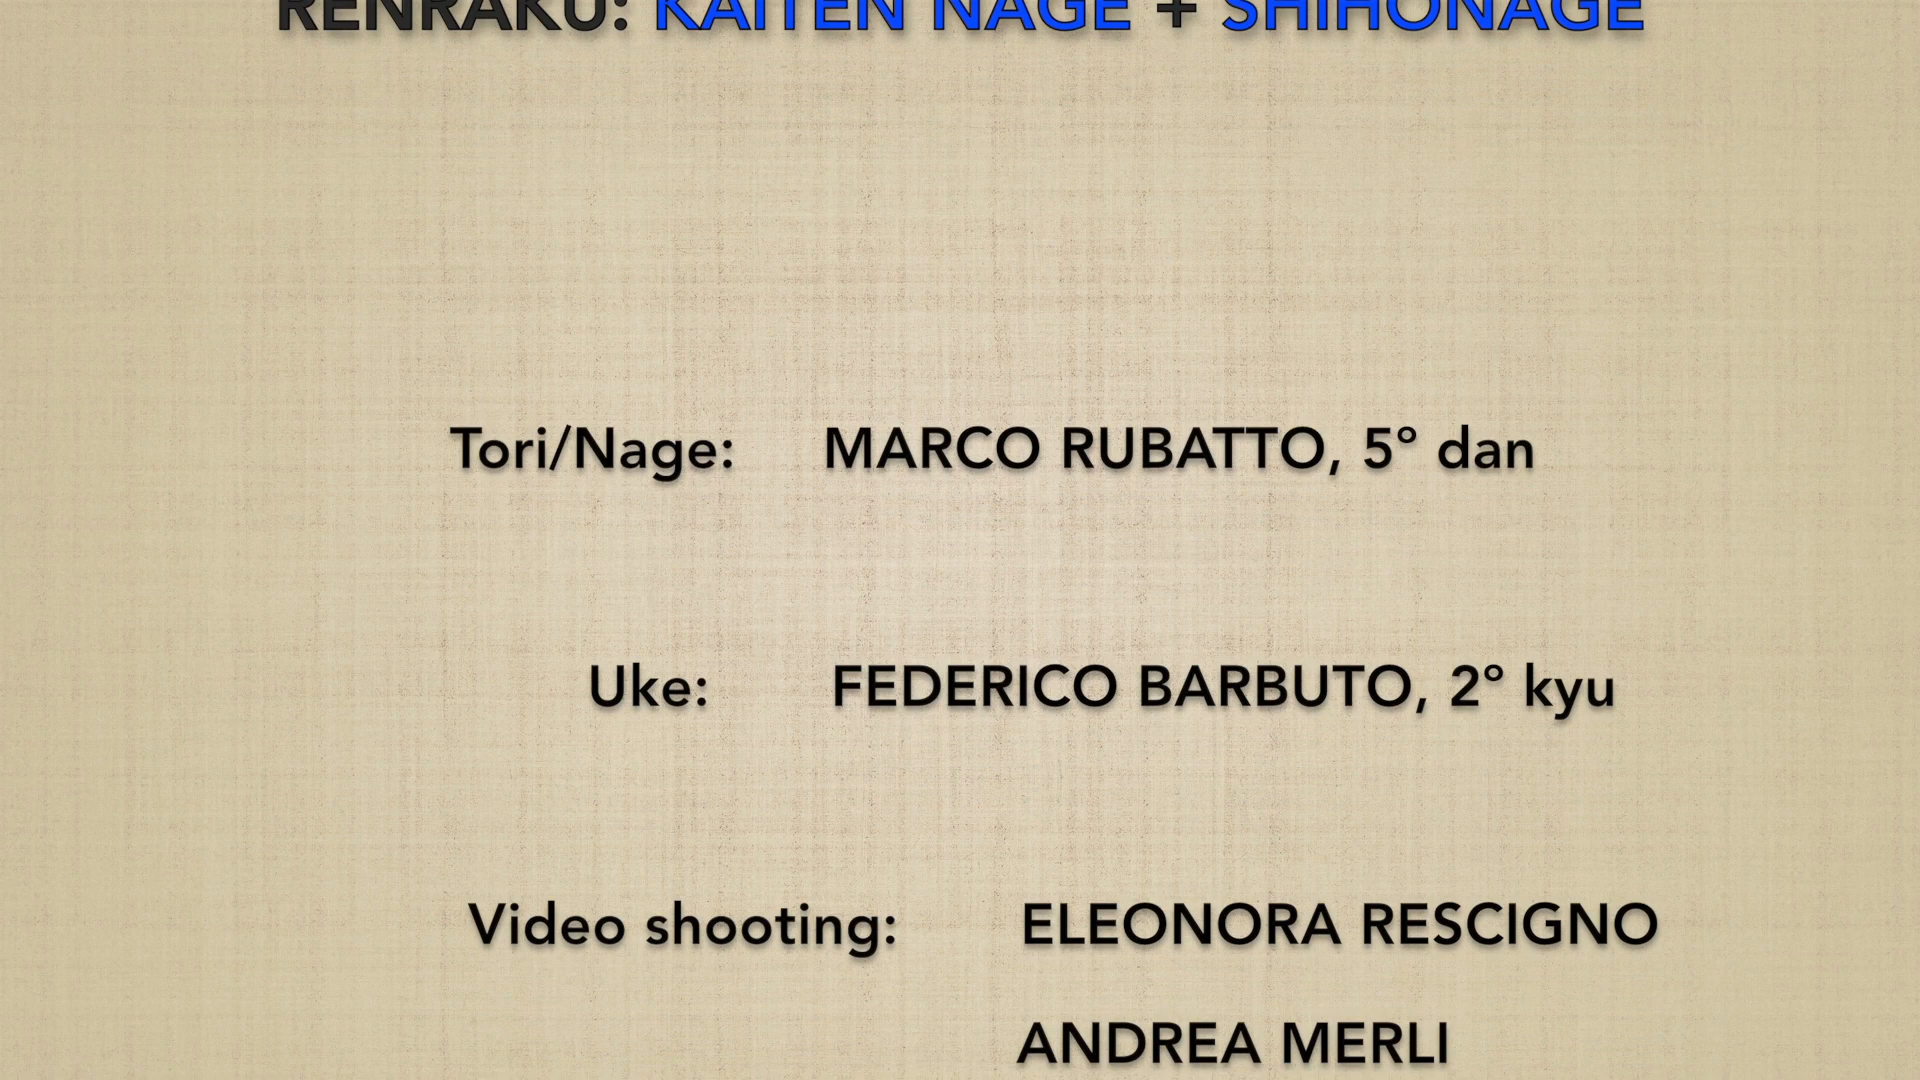 RENRAKU: KAITEN NAGE + SHIHONAGE
Tori/Nage: MARCO RUBATTO, 5° dan
Uke: FEDERICO BARBUTO, 2° kyu
Video shooting: ELEONORA RESCIGNO
ANDREA MERLI